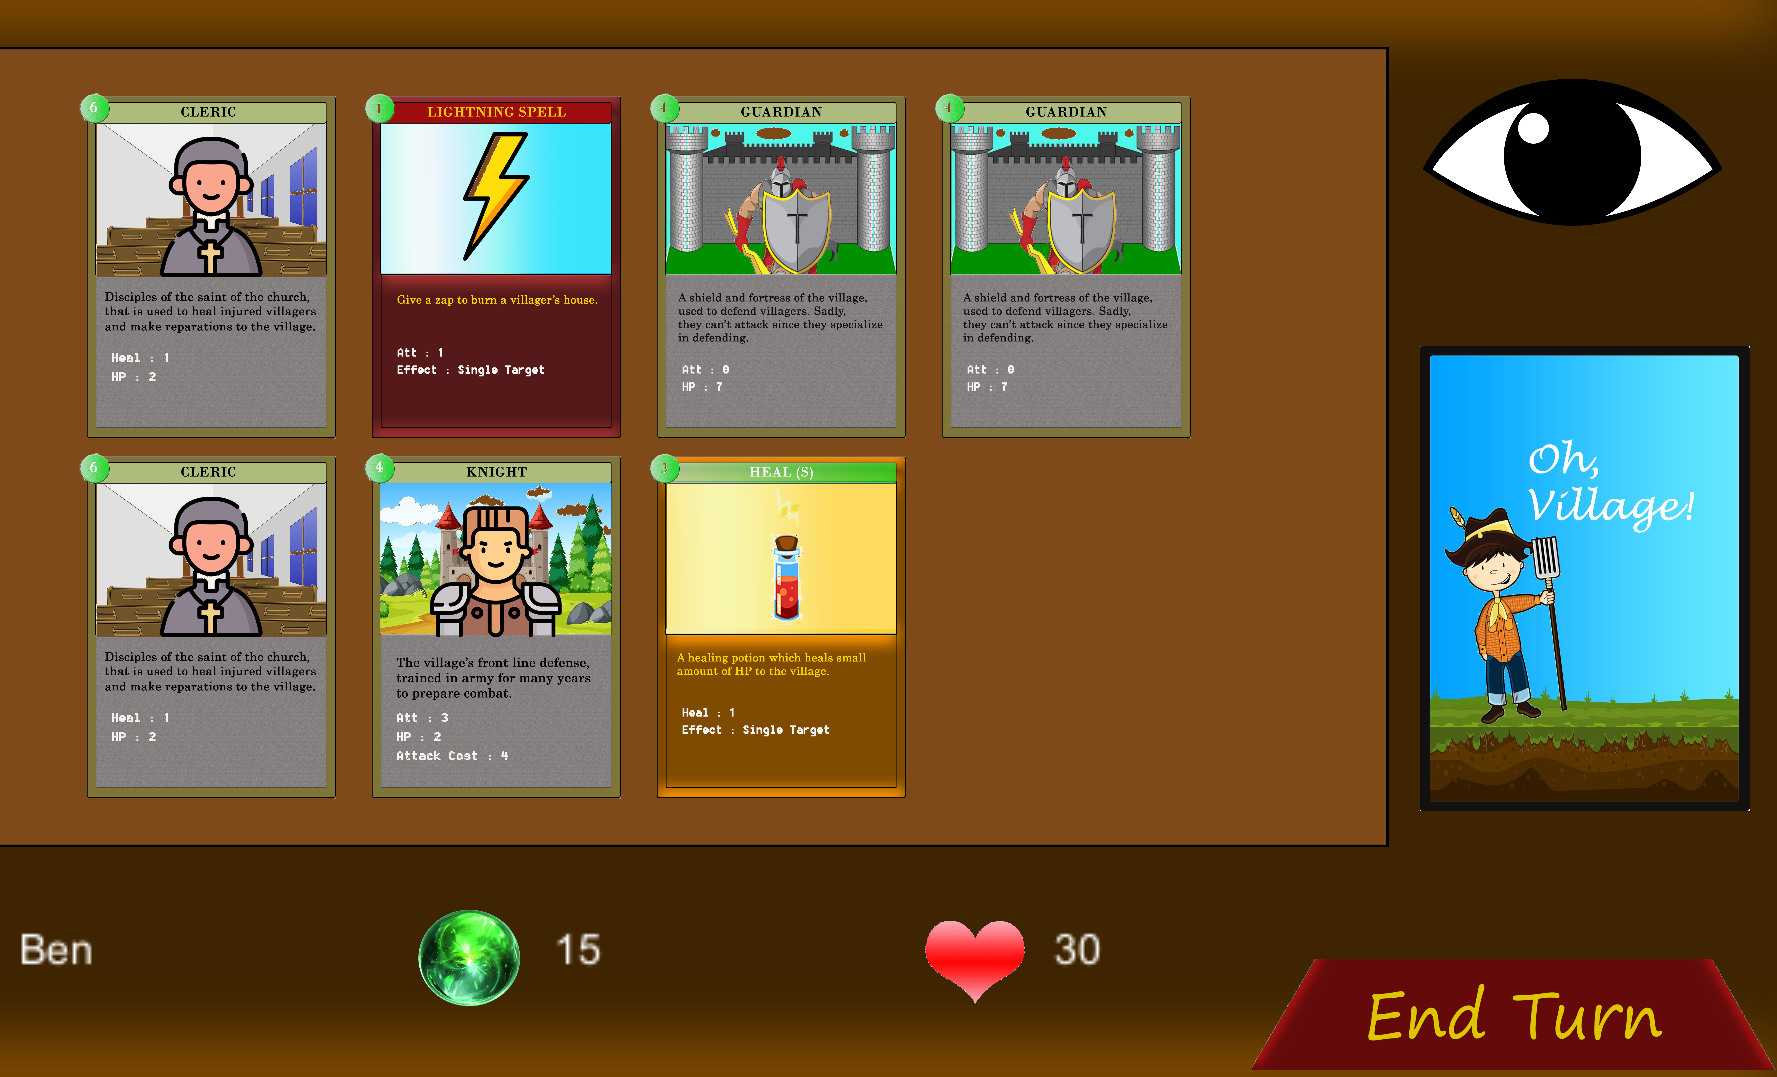 6
CLERIC
Disciples of the saint of the church,
that is used to heal injured villagers
and make reparations to the village.
Heal : 1
HP : 2
1
LIGHTNING SPELL
Give a zap to burn a villager's house.
Att : 1
Effect : Single Target
4
GUARDIAN
A shield and fortress of the village,
used to defend villagers. Sadly,
they can't attack since they specialize
in defending.
Att : 0
HP : 7
4
GUARDIAN
A shield and fortress of the village,
used to defend villagers. Sadly,
they can't attack since they specialize
in defending.
Att : 0
HP : 7
6
CLERIC
Disciples of the saint of the church,
that is used to heal injured villagers
and make reparations to the village.
Heal : 1
HP : 2
4
KNIGHT
The village's front line defense,
trained in army for many years
to prepare combat.
Att : 3
HP : 2
Attack Cost : 4
3
HEAL (S)
A healing potion which heals small
amount of HP to the village.
Heal : 1
Effect : Single Target
Oh,
Village!
Ben
15
30
End Turn